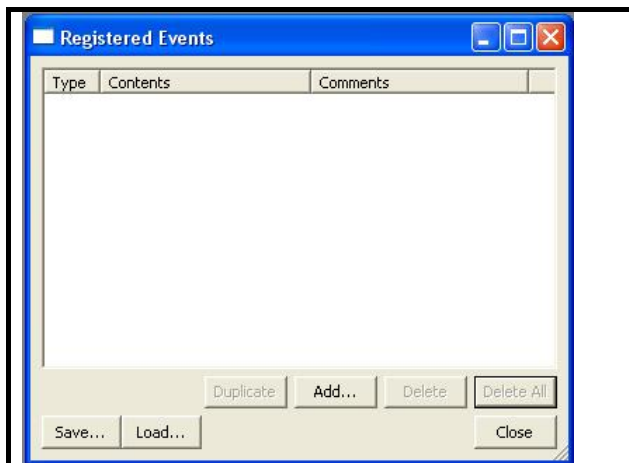 Registered Events
Type Contents Comments
Duplicate Add... Delete Delete All
Save... Load... Close